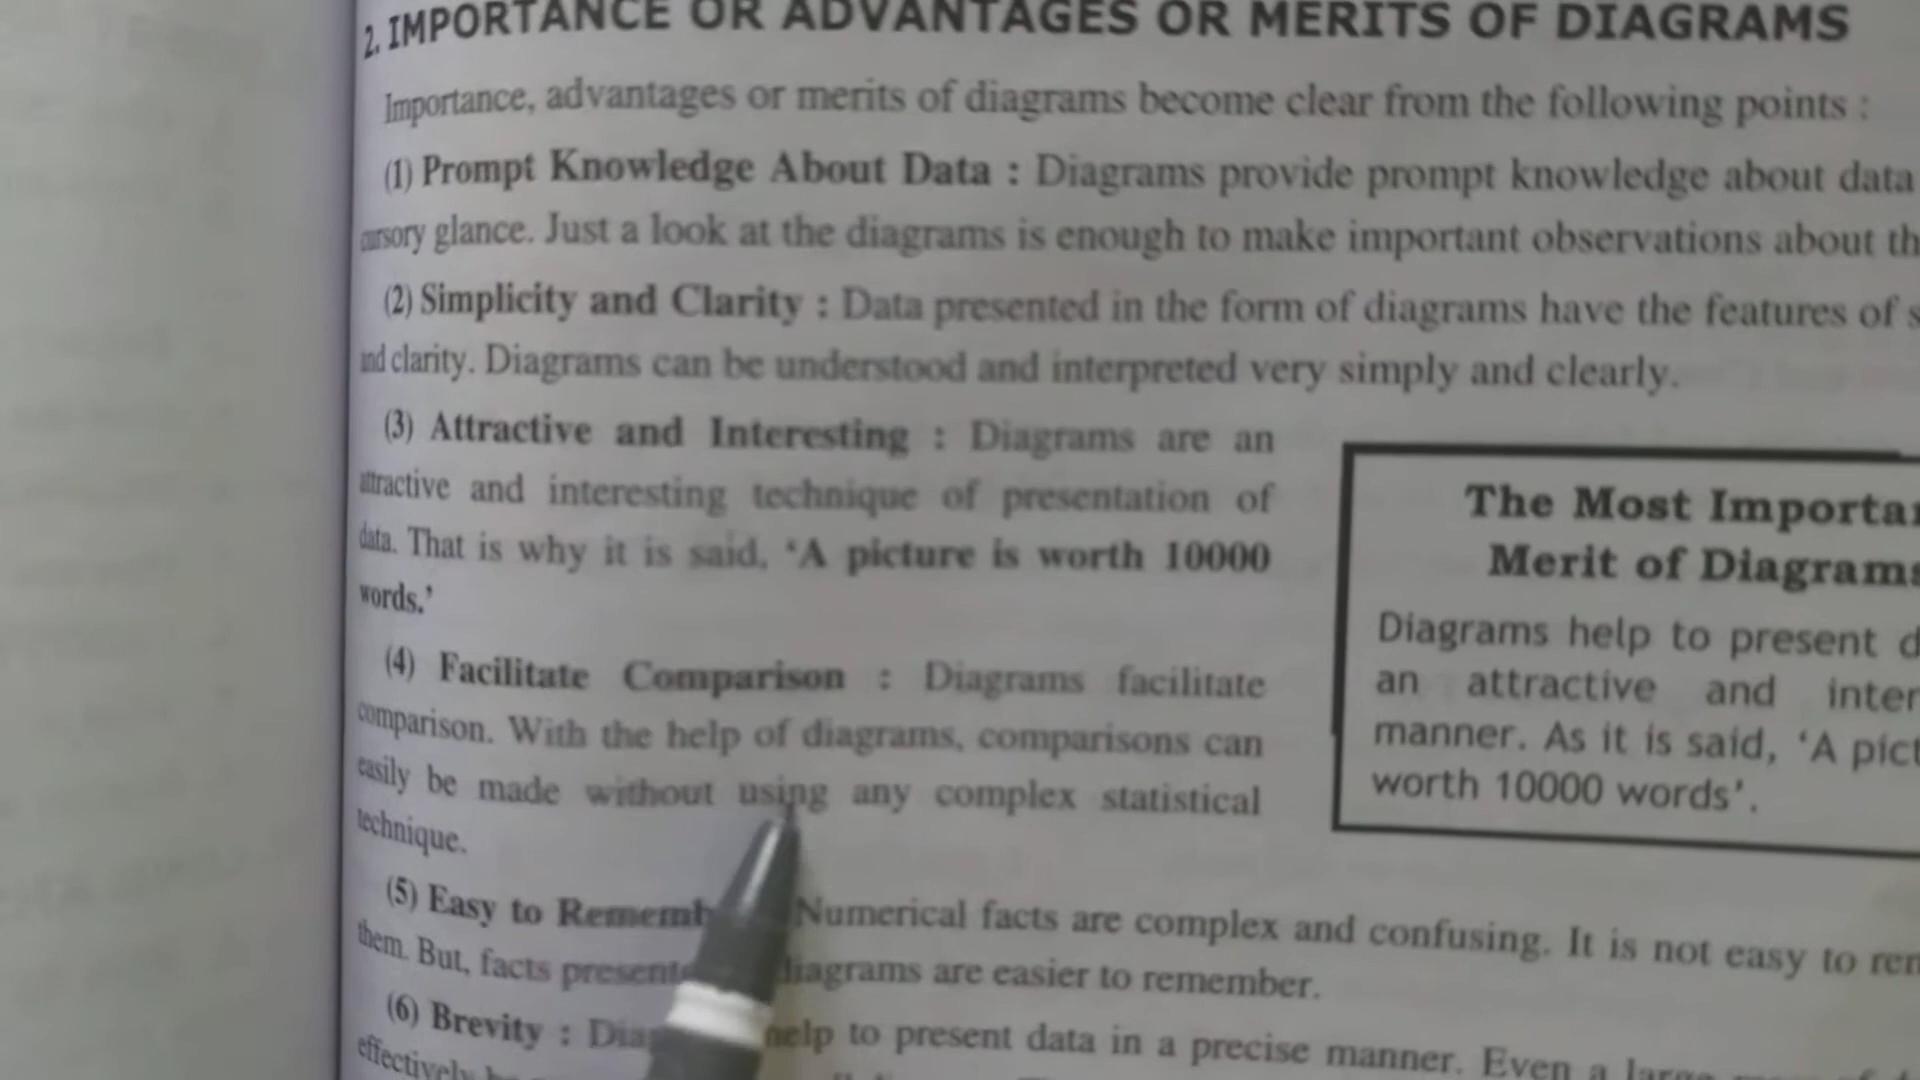 2. IMPORTANCE OR ADVANTAGES OR MERITS OF DIAGRAMS
Importance, advantages or merits of diagrams become clear from the following points :
(1) Prompt Knowledge About Data : Diagrams provide prompt knowledge about data
cursory glance. Just a look at the diagrams is enough to make important observations about th
(2) Simplicity and Clarity : Data presented in the form of diagrams have the features of s
and clarity. Diagrams can be understood and interpreted very simply and clearly.
(3) Attractive and Interesting : Diagrams are an
attractive and interesting technique of presentation of
data. That is why it is said, 'A picture is worth 10000
words.'
(4) Facilitate Comparison : Diagrams facilitate
comparison. With the help of diagrams, comparisons can
easily be made without using any complex statistical
technique.
The Most Importan
Merit of Diagrams
Diagrams help to present d
an attractive and inter
manner. As it is said, 'A pict
worth 10000 words'.
(5) Easy to Rememb Numerical facts are complex and confusing. It is not easy to rem
them. But, facts present diagrams are easier to remember.
(6) Brevity : Diag help to present data in a precise manner. Even a large
effectively